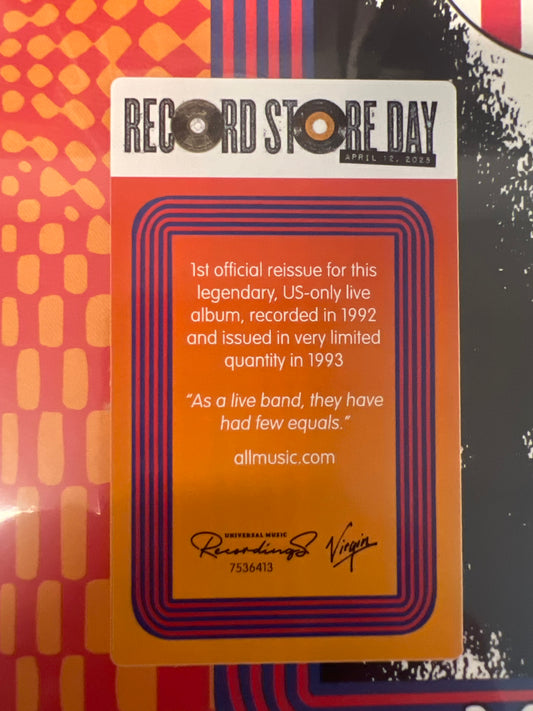 RECORD STORE DAY
APRIL 12, 2025
1st official reissue for this
legendary, US-only live
album, recorded in 1992
and issued in very limited
quantity in 1993
“As a live band, they have
had few equals.”
allmusic.com
UNIVERSAL MUSIC
Recordings
7536413
Virgin